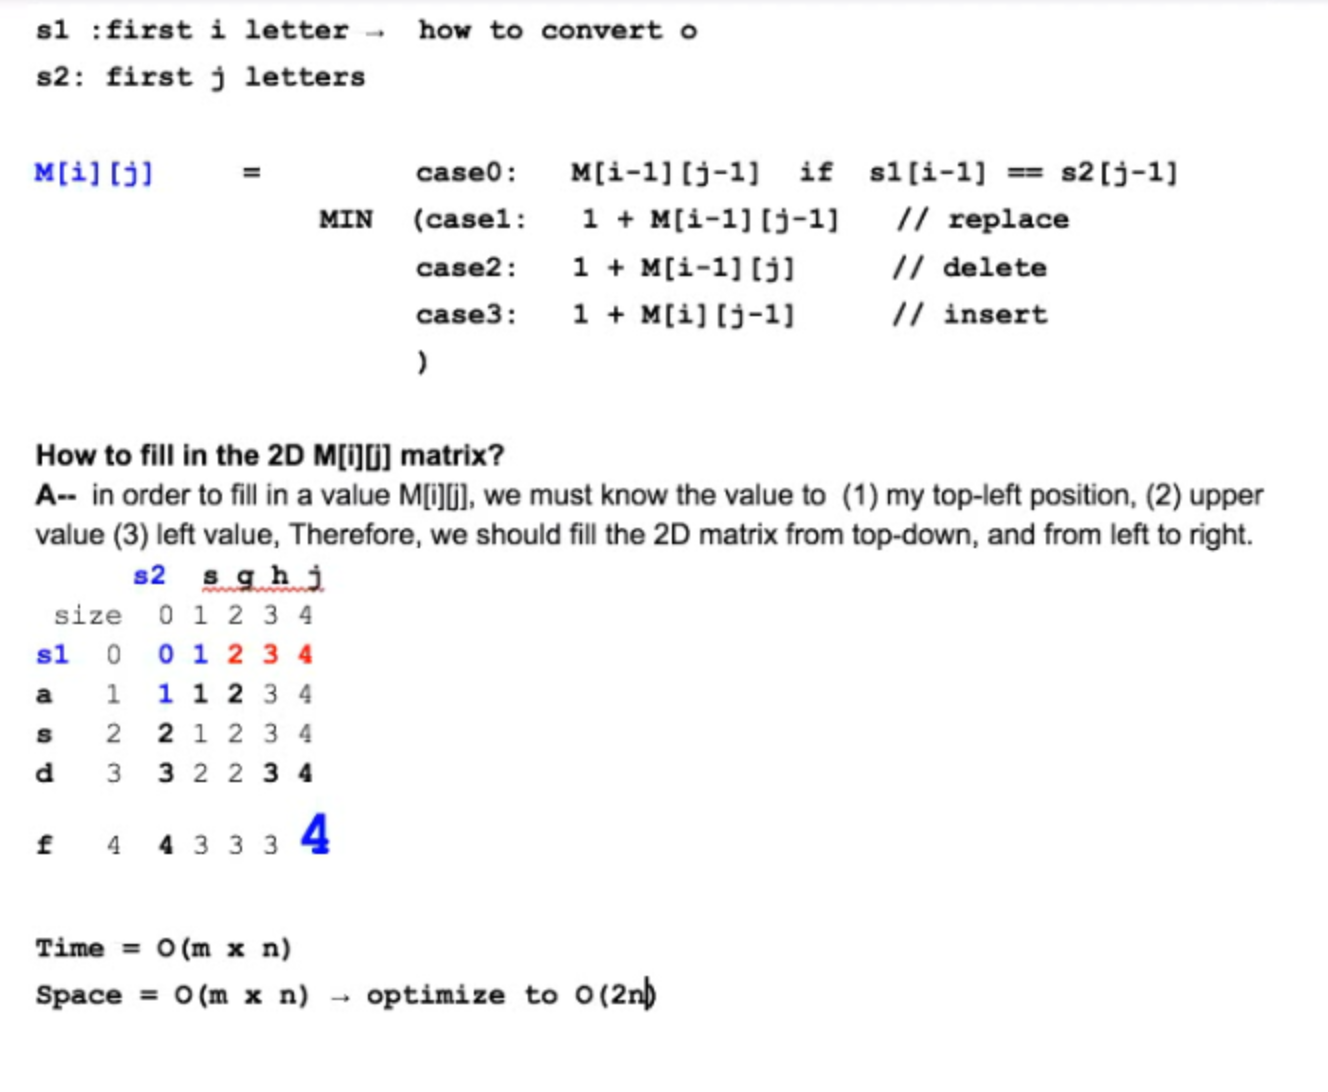 s1 :first i letter → how to convert o
s2: first j letters
M[i][j] = case0: M[i-1][j-1] if s1[i-1] == s2[j-1]
MIN (case1: 1 + M[i-1][j-1] // replace
case2: 1 + M[i-1][j] // delete
case3: 1 + M[i][j-1] // insert
)
How to fill in the 2D M[i][j] matrix?
A-- in order to fill in a value M[i][j], we must know the value to (1) my top-left position, (2) upper
value (3) left value, Therefore, we should fill the 2D matrix from top-down, and from left to right.
s2 s g h j
size 0 1 2 3 4
s1 0 0 1 2 3 4
a 1 1 1 2 3 4
s 2 2 1 2 3 4
d 3 3 2 2 3 4
f 4 4 3 3 3 4
Time = O(m x n)
Space = O(m x n) → optimize to O(2n)